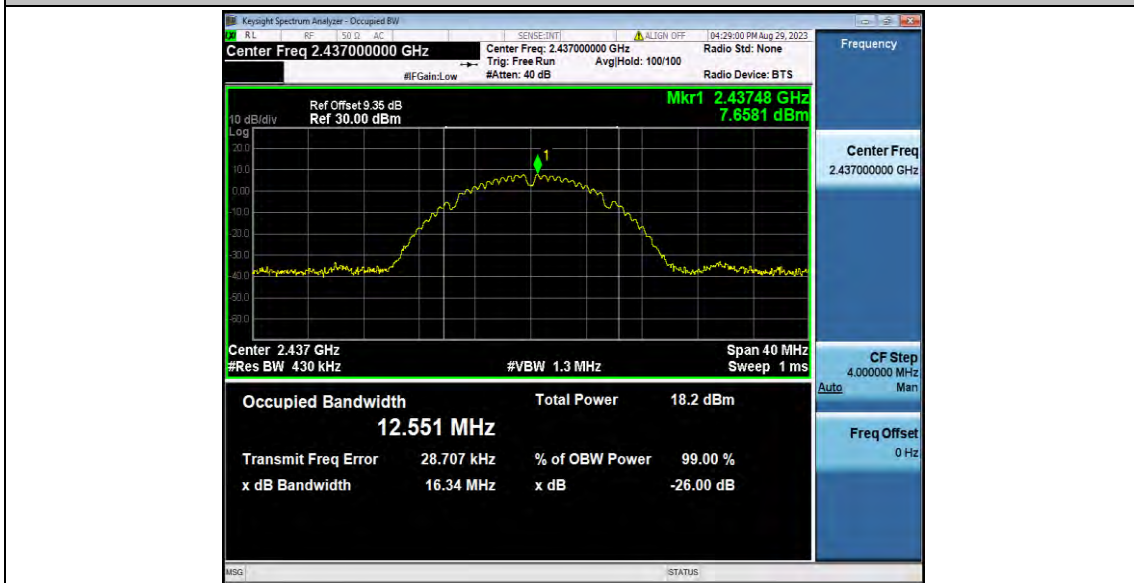 Keysight Spectrum Analyzer - Occupied BW
RL RF 50 Ω AC SENSE:INT ALIGN OFF 04:29:00 PM Aug 29, 2023
Center Freq 2.437000000 GHz
Center Freq: 2.437000000 GHz
Radio Std: None
Trig: Free Run Avg|Hold: 100/100
#IFGain:Low #Atten: 40 dB Radio Device: BTS
Frequency
Mkr1 2.43748 GHz
7.6581 dBm
Ref Offset 9.35 dB
10 dB/div Ref 30.00 dBm
Log
20.0
10.0
0.00
-10.0
-20.0
-30.0
-40.0
-50.0
-60.0
1
Center 2.437 GHz Span 40 MHz
#Res BW 430 kHz #VBW 1.3 MHz Sweep 1 ms
Occupied Bandwidth Total Power 18.2 dBm
12.551 MHz
Transmit Freq Error 28.707 kHz % of OBW Power 99.00 %
x dB Bandwidth 16.34 MHz x dB -26.00 dB
Center Freq
2.437000000 GHz
CF Step
4.000000 MHz
Auto Man
Freq Offset
0 Hz
MSG STATUS